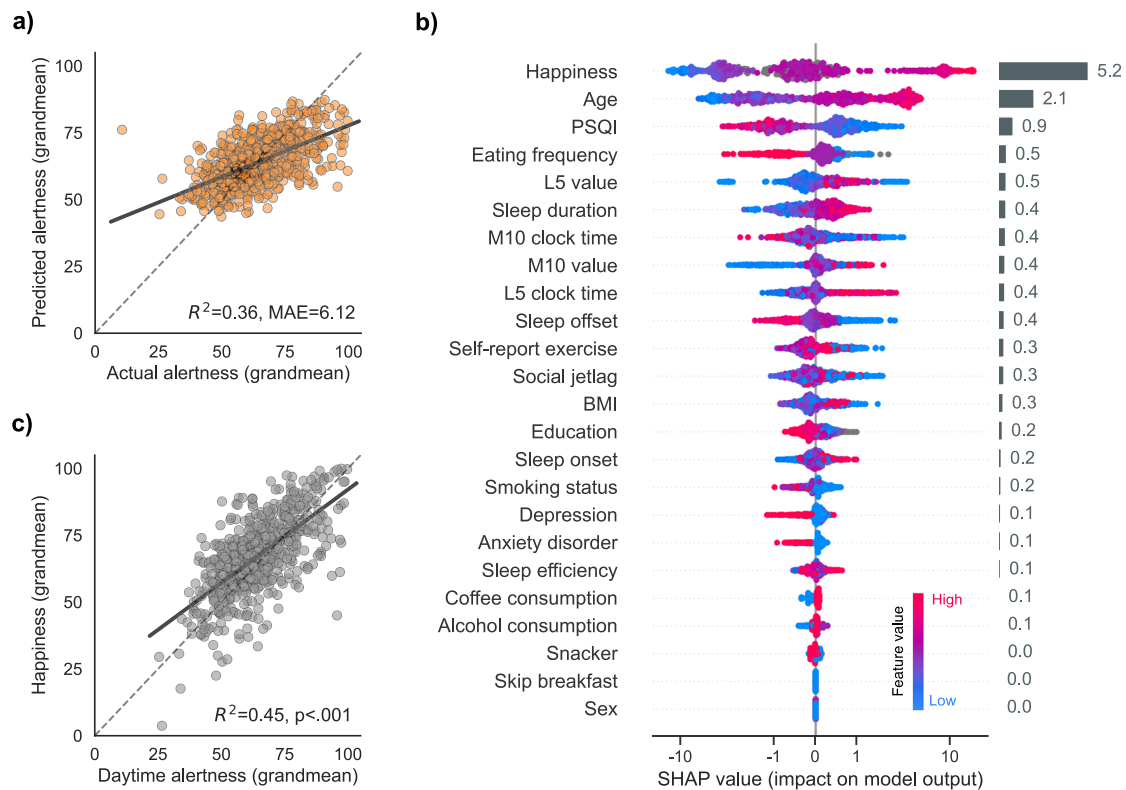 a)
Predicted alertness (grandmean)
100
75
50
25
0
R²=0.36, MAE=6.12
0 25 50 75 100
Actual alertness (grandmean)
b)
Happiness 5.2
Age 2.1
PSQI 0.9
Eating frequency 0.5
L5 value 0.5
Sleep duration 0.4
M10 clock time 0.4
M10 value 0.4
L5 clock time 0.4
Sleep offset 0.4
Self-report exercise 0.3
Social jetlag 0.3
BMI 0.3
Education 0.2
Sleep onset 0.2
Smoking status 0.2
Depression 0.1
Anxiety disorder 0.1
Sleep efficiency 0.1
Coffee consumption 0.1
Alcohol consumption 0.1
Snacker 0.0
Skip breakfast 0.0
Sex 0.0
Feature value
High
Low
-10 -1 0 1 10
SHAP value (impact on model output)
c)
Happiness (grandmean)
100
75
50
25
0
R²=0.45, p<.001
0 25 50 75 100
Daytime alertness (grandmean)